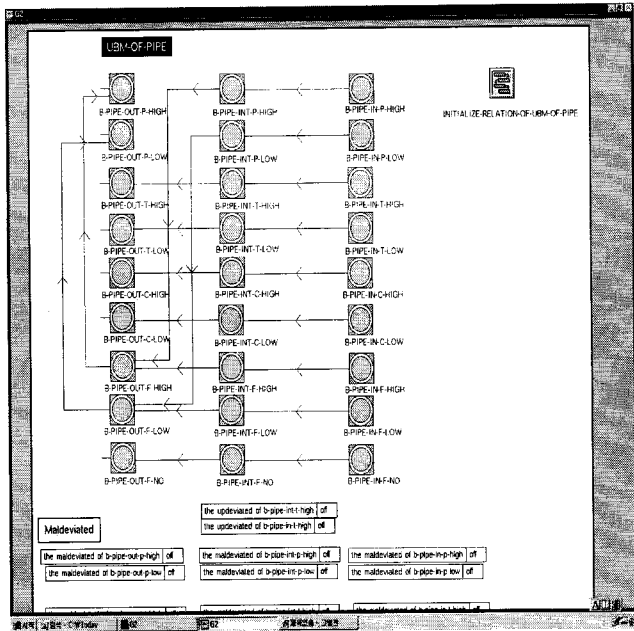 G2
UBM-OF-PIPE
B-PIPE-OUT-P-HIGH B-PIPE-INT-P-HIGH B-PIPE-IN-P-HIGH
INITIALIZE-RELATION-OF-UBM-OF-PIPE
B-PIPE-OUT-P-LOW B-PIPE-INT-P-LOW B-PIPE-IN-P-LOW
B-PIPE-OUT-T-HIGH B-PIPE-INT-T-HIGH B-PIPE-IN-T-HIGH
B-PIPE-OUT-T-LOW B-PIPE-INT-T-LOW B-PIPE-IN-T-LOW
B-PIPE-OUT-C-HIGH B-PIPE-INT-C-HIGH B-PIPE-IN-C-HIGH
B-PIPE-OUT-C-LOW B-PIPE-INT-C-LOW B-PIPE-IN-C-LOW
B-PIPE-OUT-F-HIGH B-PIPE-INT-F-HIGH B-PIPE-IN-F-HIGH
B-PIPE-OUT-F-LOW B-PIPE-INT-F-LOW B-PIPE-IN-F-LOW
B-PIPE-OUT-F-NO B-PIPE-INT-F-NO B-PIPE-IN-F-NO
the updeviated of b-pipe-int-t-high off
the updeviated of b-pipe-in-t-high off
Maldeviated
the maldeviated of b-pipe-out-p-high off the maldeviated of b-pipe-int-p-high off the maldeviated of b-pipe-in-p-high off
the maldeviated of b-pipe-out-p-low off the maldeviated of b-pipe-int-p-low off the maldeviated of b-pipe-in-p low off
G2 G2